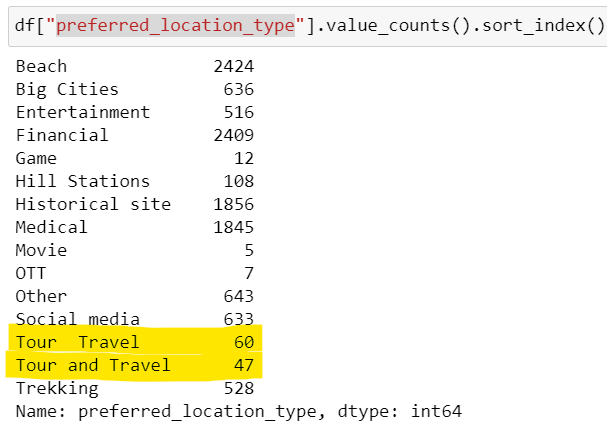 df["preferred_location_type"].value_counts().sort_index()
Beach 2424
Big Cities 636
Entertainment 516
Financial 2409
Game 12
Hill Stations 108
Historical site 1856
Medical 1845
Movie 5
OTT 7
Other 643
Social media 633
Tour  Travel 60
Tour and Travel 47
Trekking 528
Name: preferred_location_type, dtype: int64